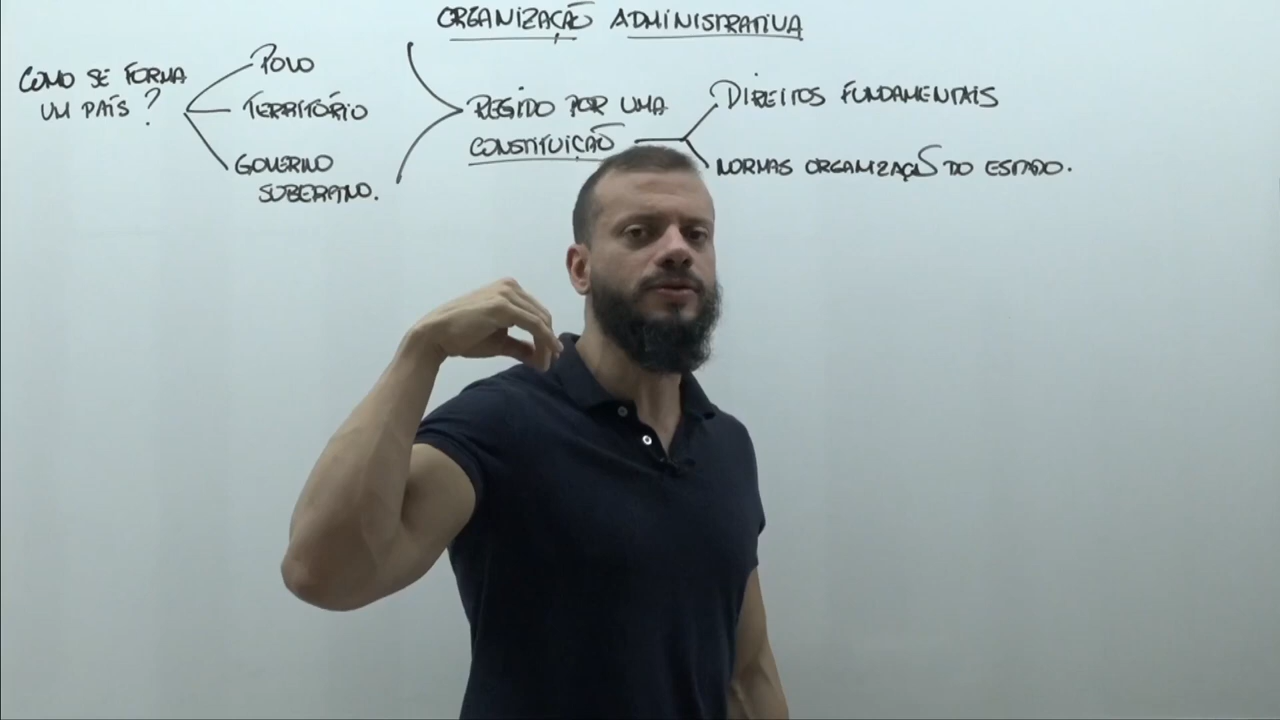 ORGANIZAÇÃO ADMINISTRATIVA
COMO SE FORMA
UM PAÍS ?
POVO
TERRITÓRIO
GOVERNO
SOBERANO.
REGIDO POR UMA
CONSTITUIÇÃO
DIREITOS FUNDAMENTAIS
NORMAS ORGANIZAÇÃO DO ESTADO.